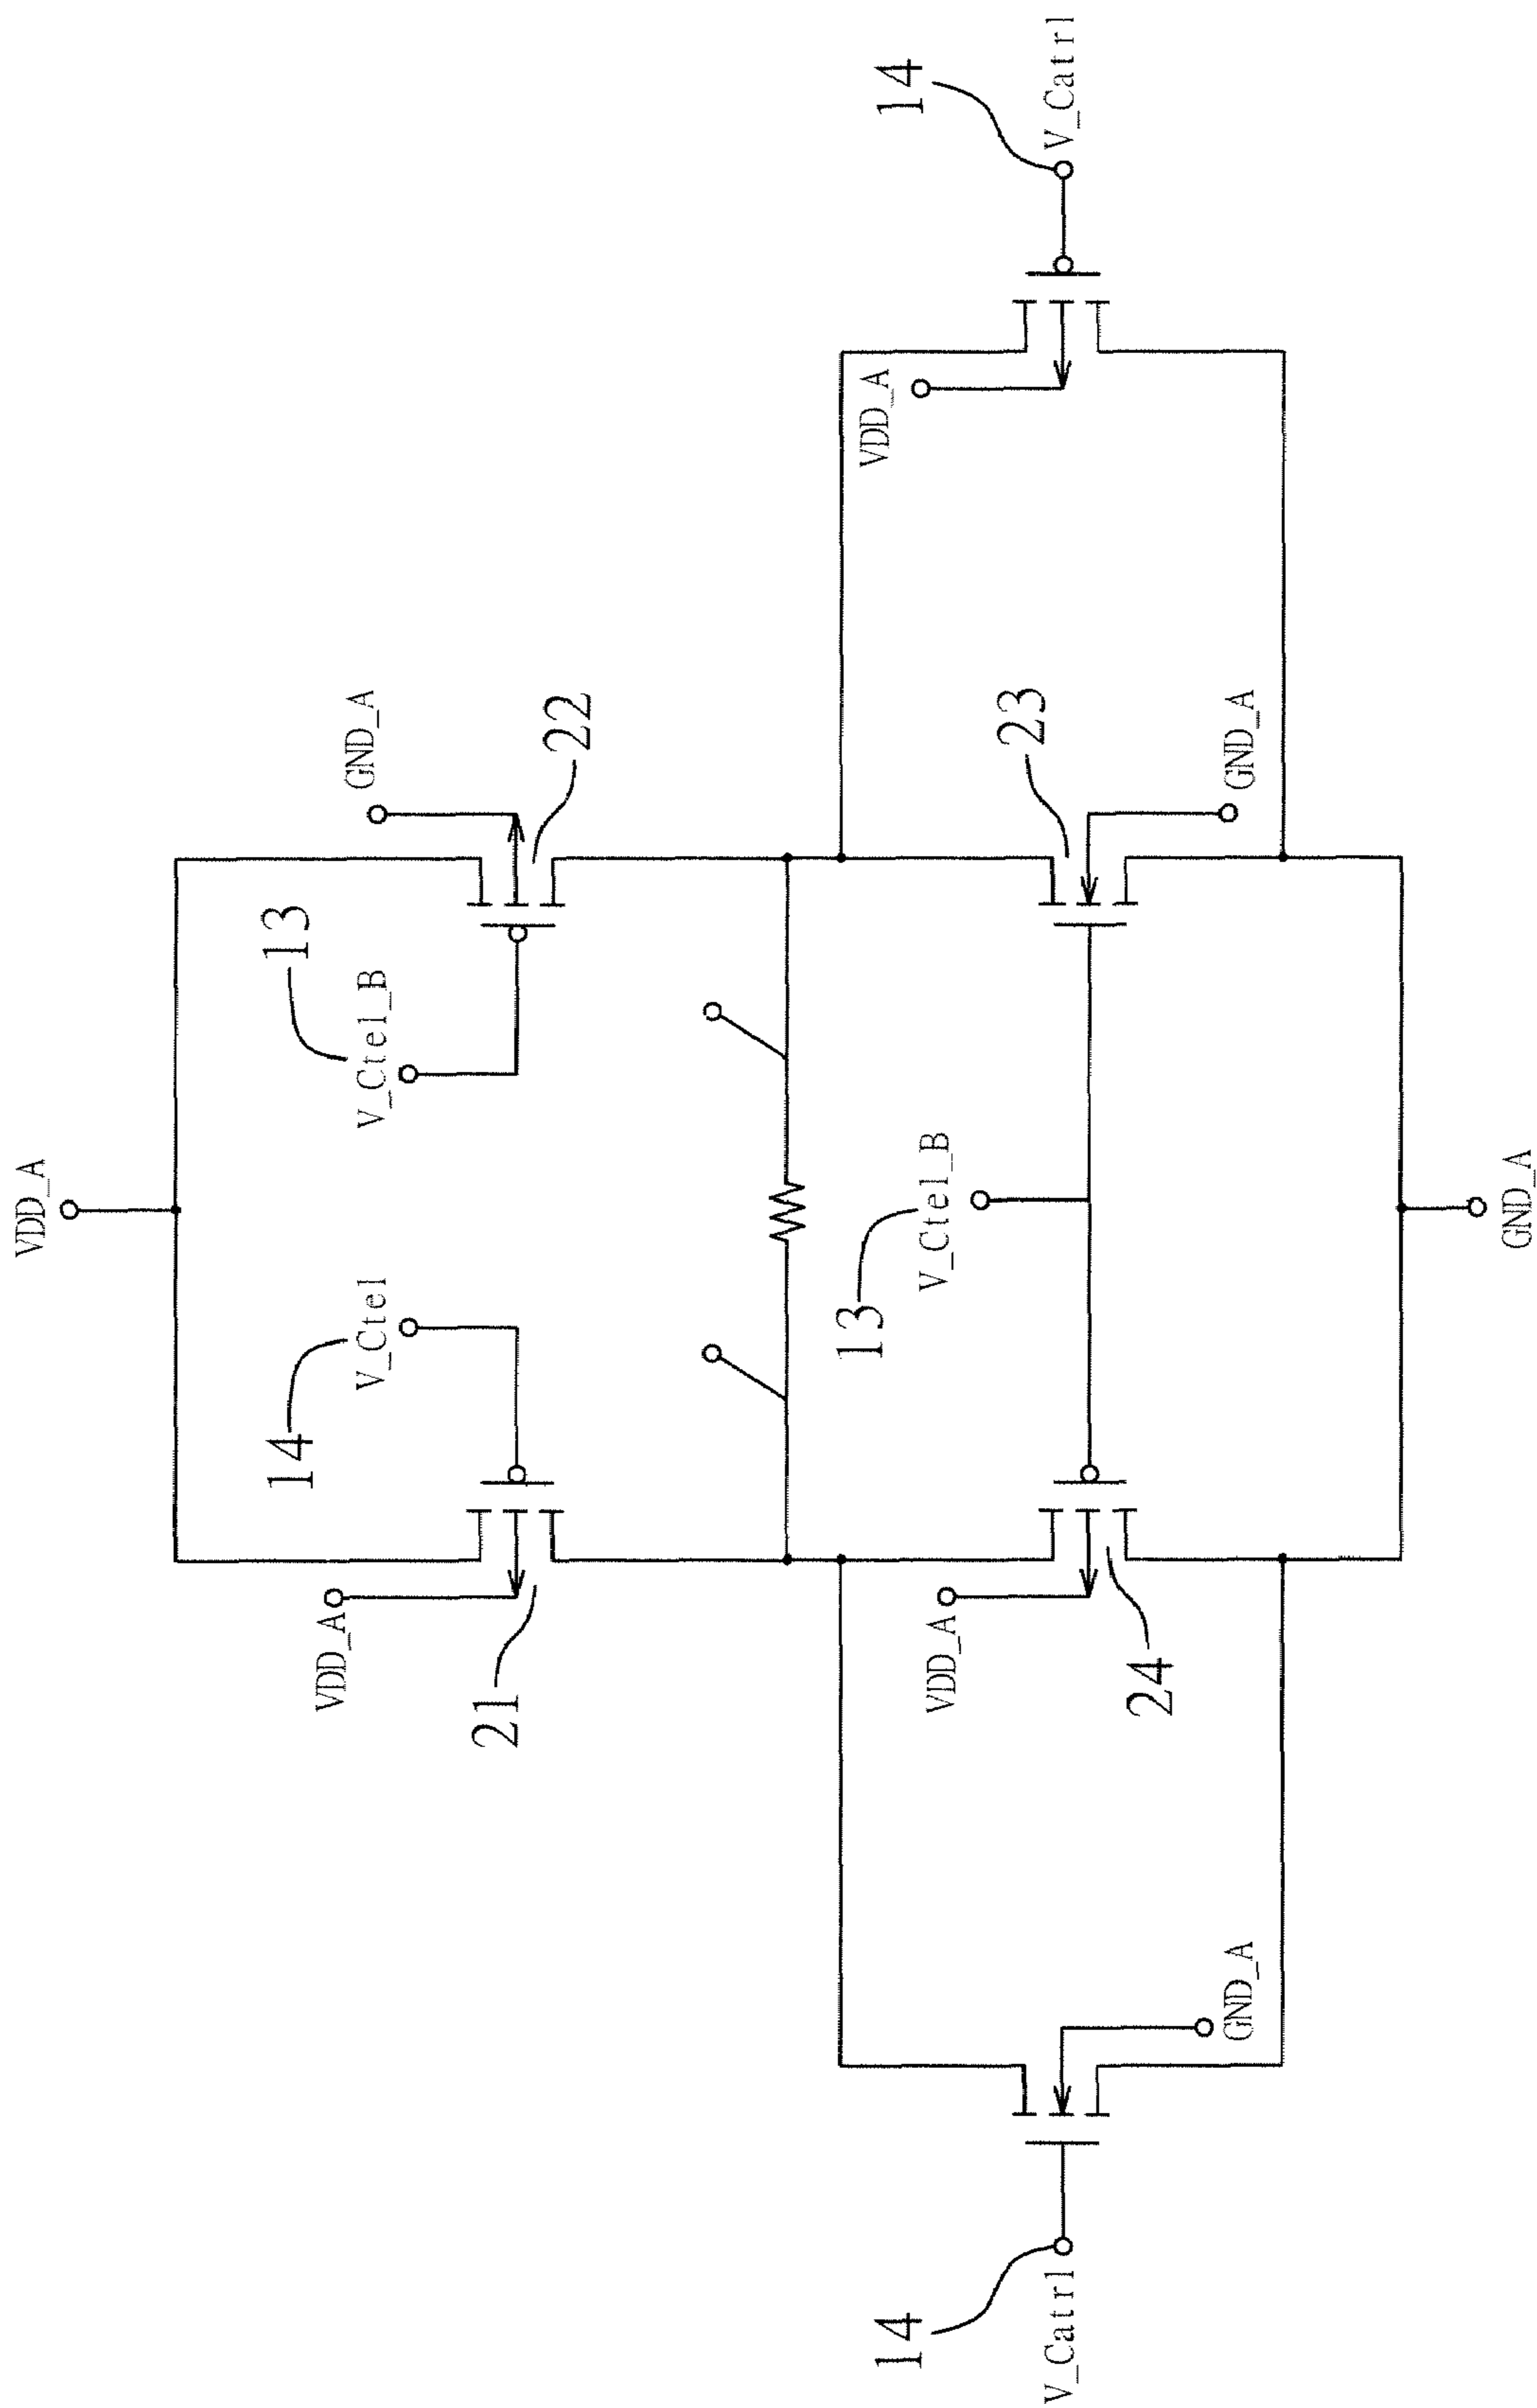 VDD_A
14
13
VDD_A
V_Ctel
V_Ctel_B
GND_A
21
22
13
VDD_A
14
14
VDD_A
V_Ctel_B
23
V_Catrl
V_Catrl
24
GND_A
GND_A
GND_A